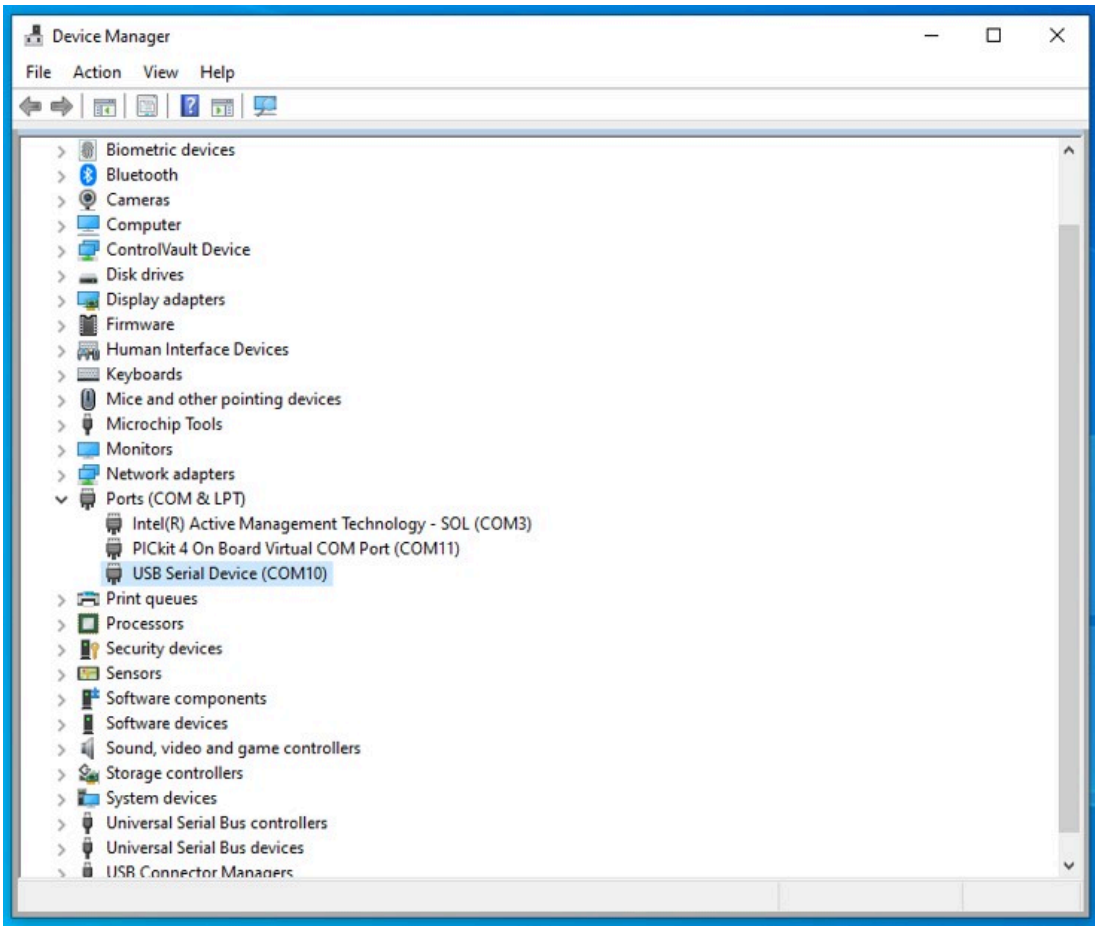 Device Manager
File Action View Help
Biometric devices
Bluetooth
Cameras
Computer
ControlVault Device
Disk drives
Display adapters
Firmware
Human Interface Devices
Keyboards
Mice and other pointing devices
Microchip Tools
Monitors
Network adapters
Ports (COM & LPT)
Intel(R) Active Management Technology - SOL (COM3)
PICkit 4 On Board Virtual COM Port (COM11)
USB Serial Device (COM10)
Print queues
Processors
Security devices
Sensors
Software components
Software devices
Sound, video and game controllers
Storage controllers
System devices
Universal Serial Bus controllers
Universal Serial Bus devices
USB Connector Managers